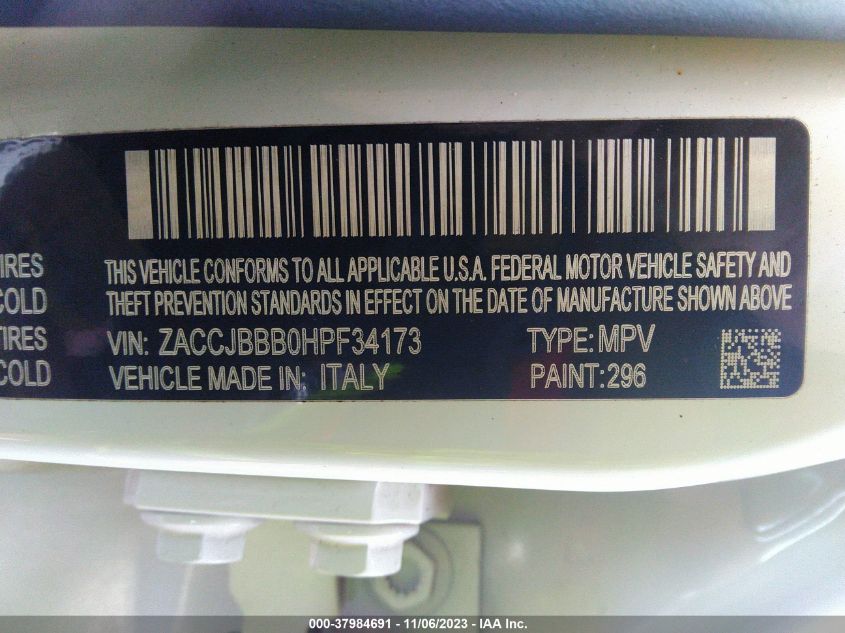 THIS VEHICLE CONFORMS TO ALL APPLICABLE U.S.A. FEDERAL MOTOR VEHICLE SAFETY AND
THEFT PREVENTION STANDARDS IN EFFECT ON THE DATE OF MANUFACTURE SHOWN ABOVE
IRES
COLD
TIRES
COLD
VIN: ZACCJBBB0HPF34173 TYPE: MPV
VEHICLE MADE IN: ITALY PAINT: 296
000-37984691 - 11/06/2023 - IAA Inc.